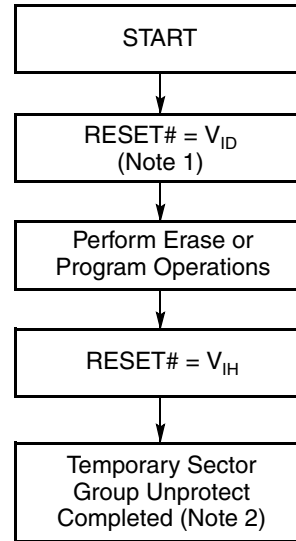 START
RESET# = V_ID
(Note 1)
Perform Erase or
Program Operations
RESET# = V_IH
Temporary Sector
Group Unprotect
Completed (Note 2)